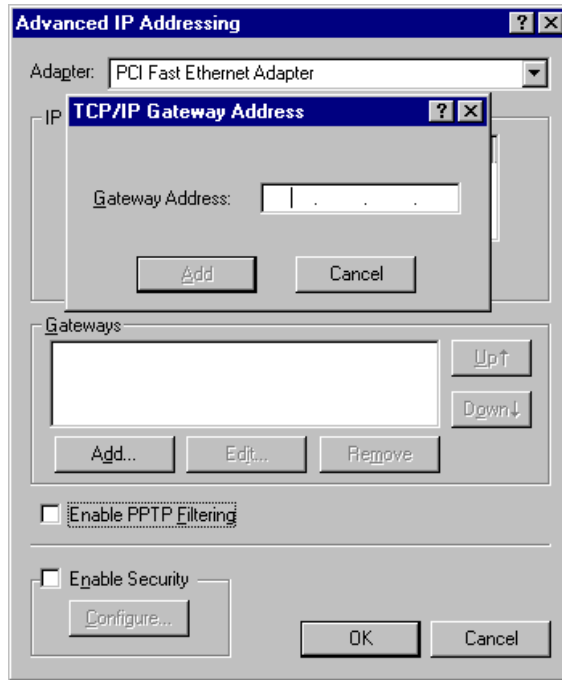 Advanced IP Addressing
Adapter: PCI Fast Ethernet Adapter
IP
TCP/IP Gateway Address
Gateway Address: . . .
Add Cancel
Gateways
Up↑
Down↓
Add... Edit... Remove
Enable PPTP Filtering
Enable Security
Configure...
OK Cancel